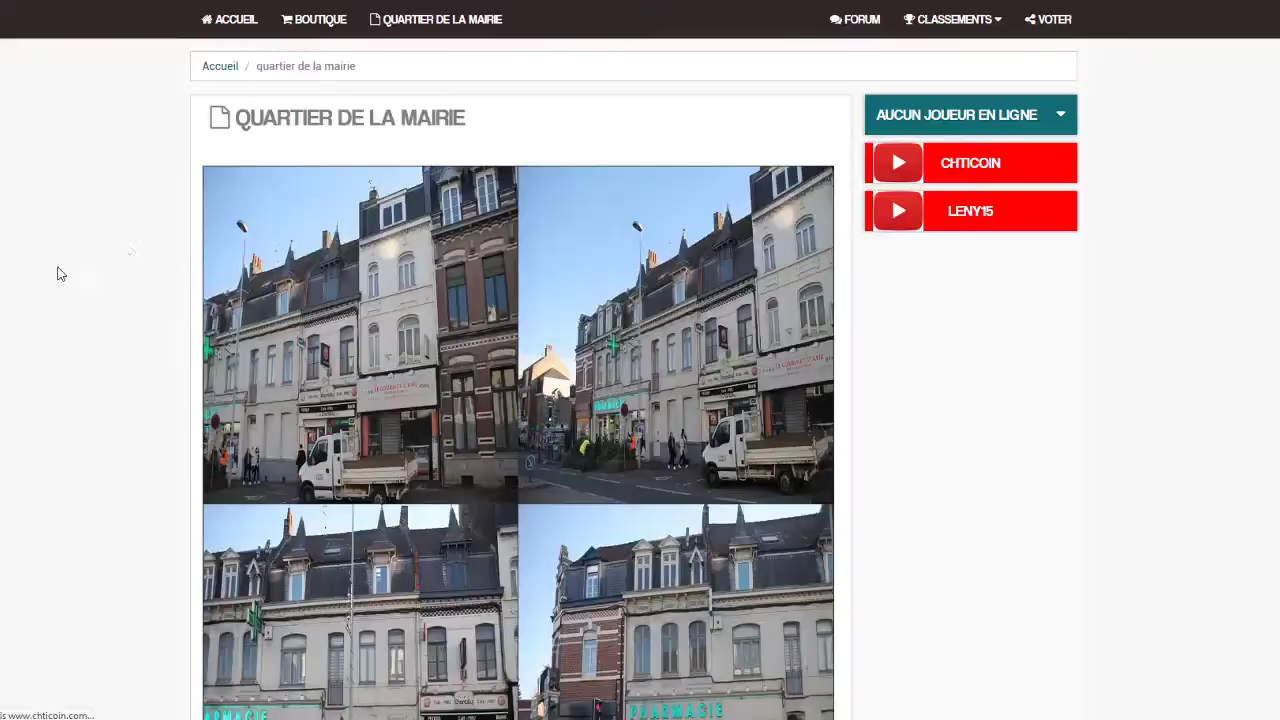 ACCUEIL BOUTIQUE QUARTIER DE LA MAIRIE FORUM CLASSEMENTS VOTER
Accueil / quartier de la mairie
QUARTIER DE LA MAIRIE
AUCUN JOUEUR EN LIGNE
CHTICOIN
LENY15
PHARMACIE
is www.chticoin.com...